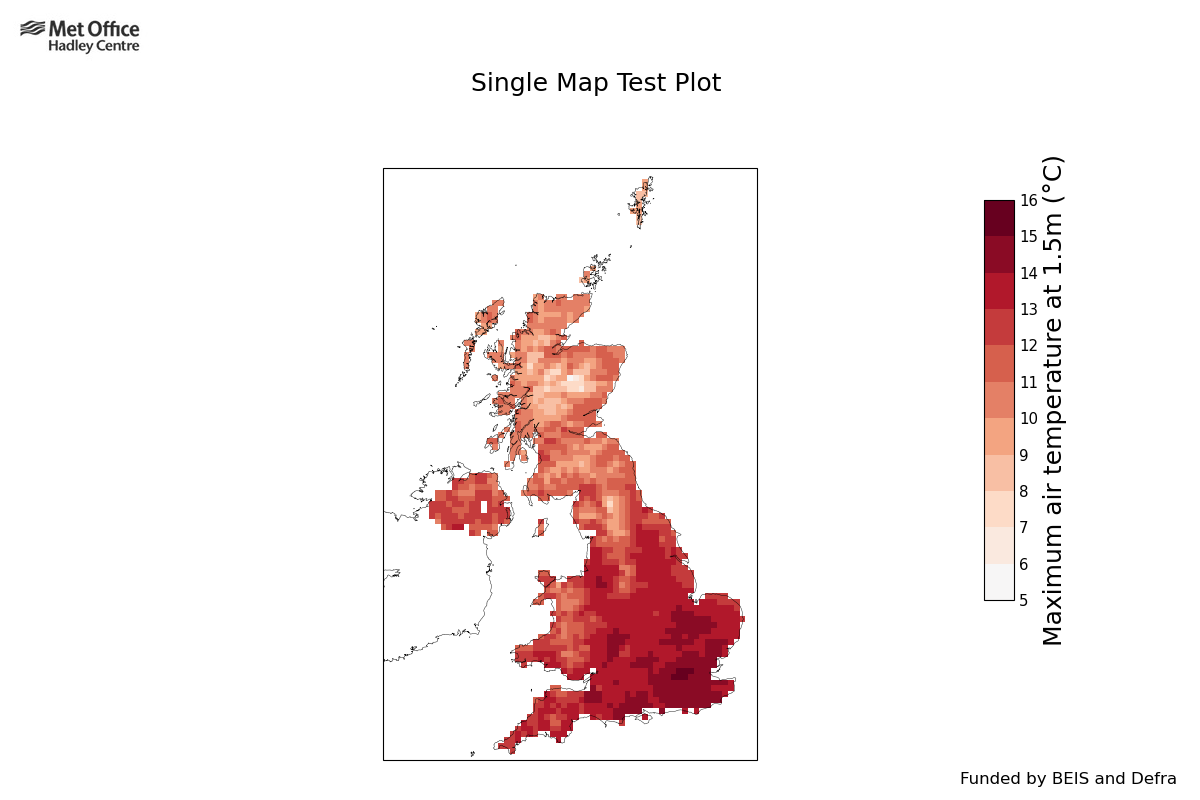 Met Office
Hadley Centre
Single Map Test Plot
16
15
14
13
12
11
10
9
8
7
6
5
Maximum air temperature at 1.5m (°C)
Funded by BEIS and Defra